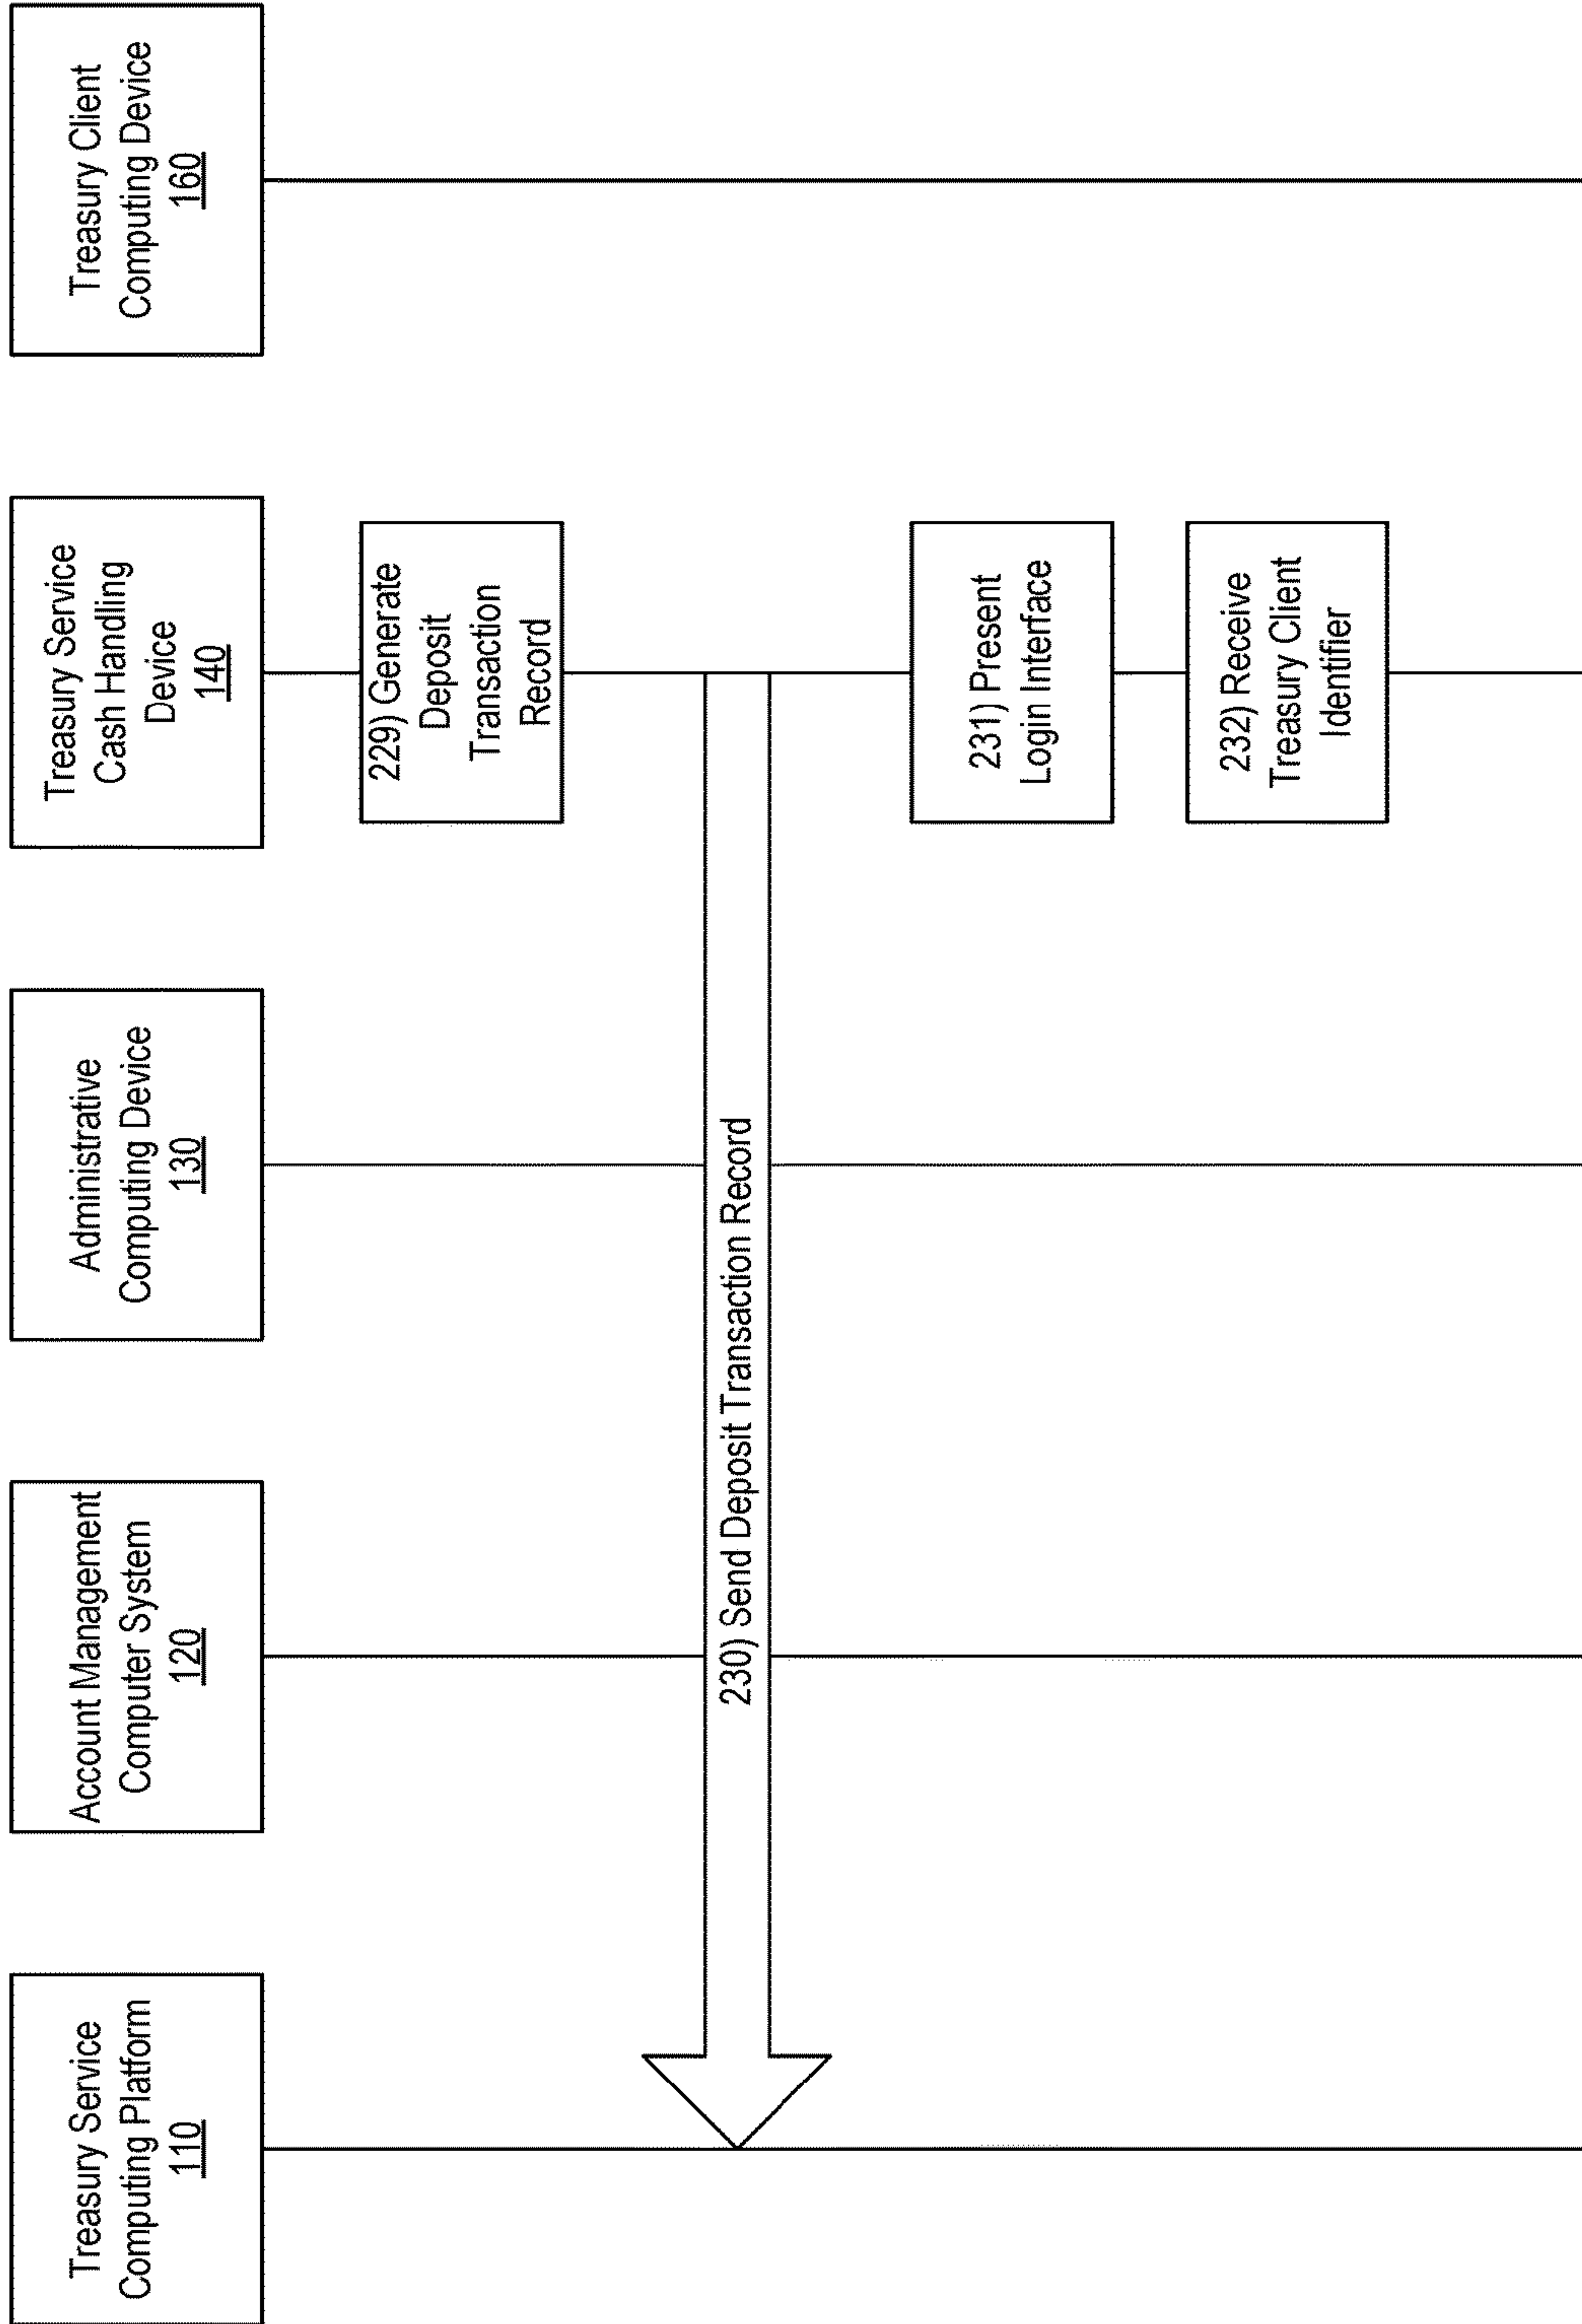 Treasury Service
Computing Platform
110
Account Management
Computer System
120
Administrative
Computing Device
130
Treasury Service
Cash Handling
Device
140
Treasury Client
Computing Device
160
229) Generate
Deposit
Transaction
Record
230) Send Deposit Transaction Record
231) Present
Login Interface
232) Receive
Treasury Client
Identifier